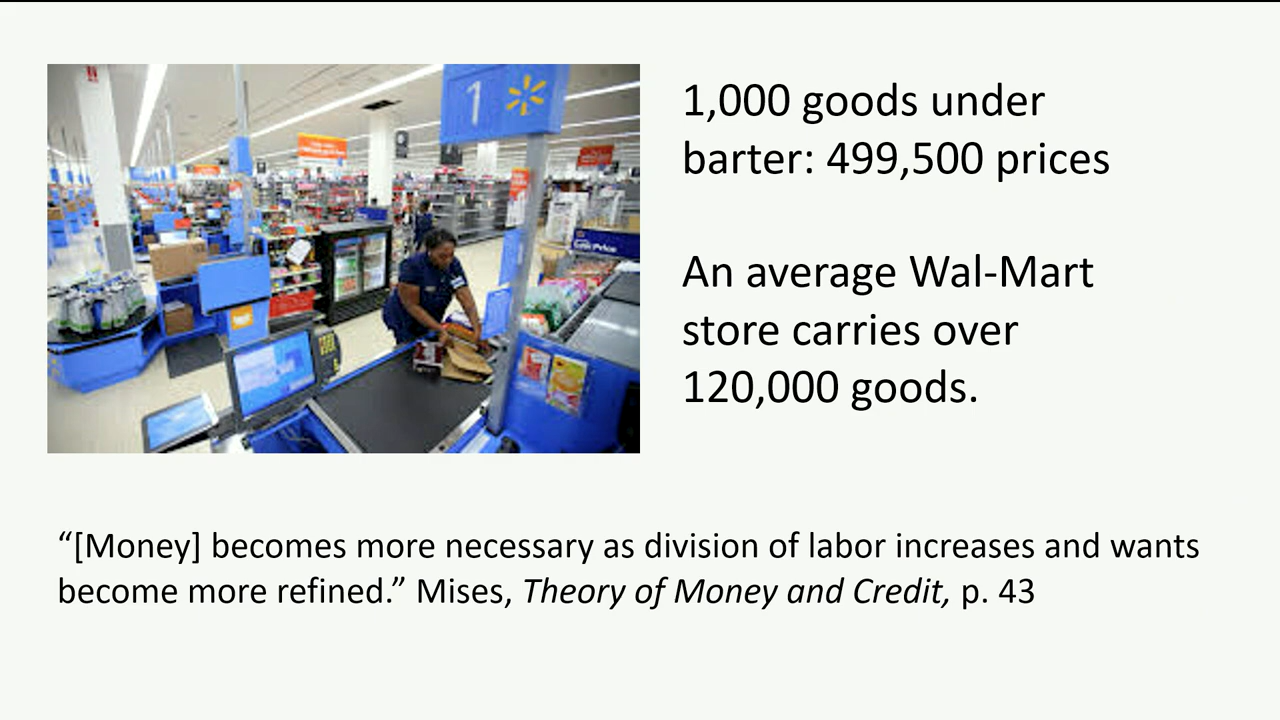 1
1,000 goods under
barter: 499,500 prices
An average Wal-Mart
store carries over
120,000 goods.
“[Money] becomes more necessary as division of labor increases and wants
become more refined.” Mises, Theory of Money and Credit, p. 43